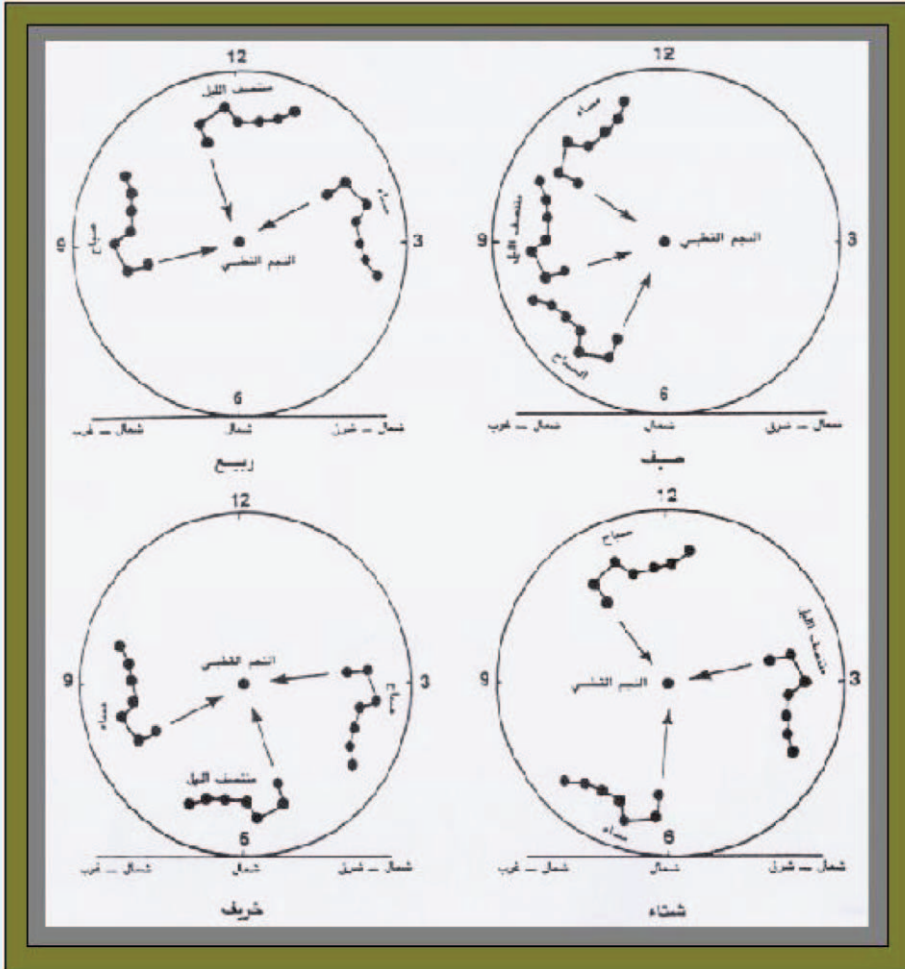 12
منتصف الليل
مساء
صباح
9
3
النجم القطبي
6
شمال – غرب
شمال
شمال – شرق
ربيع
12
مساء
منتصف الليل
9
3
النجم القطبي
الصباح
6
شمال – غرب
شمال
شمال – شرق
صيف
12
النجم القطبي
9
3
مساء
صباح
منتصف الليل
6
شمال – غرب
شمال
شمال – شرق
خريف
12
صباح
منتصف الليل
9
3
النجم القطبي
مساء
6
شمال – غرب
شمال
شمال – شرق
شتاء